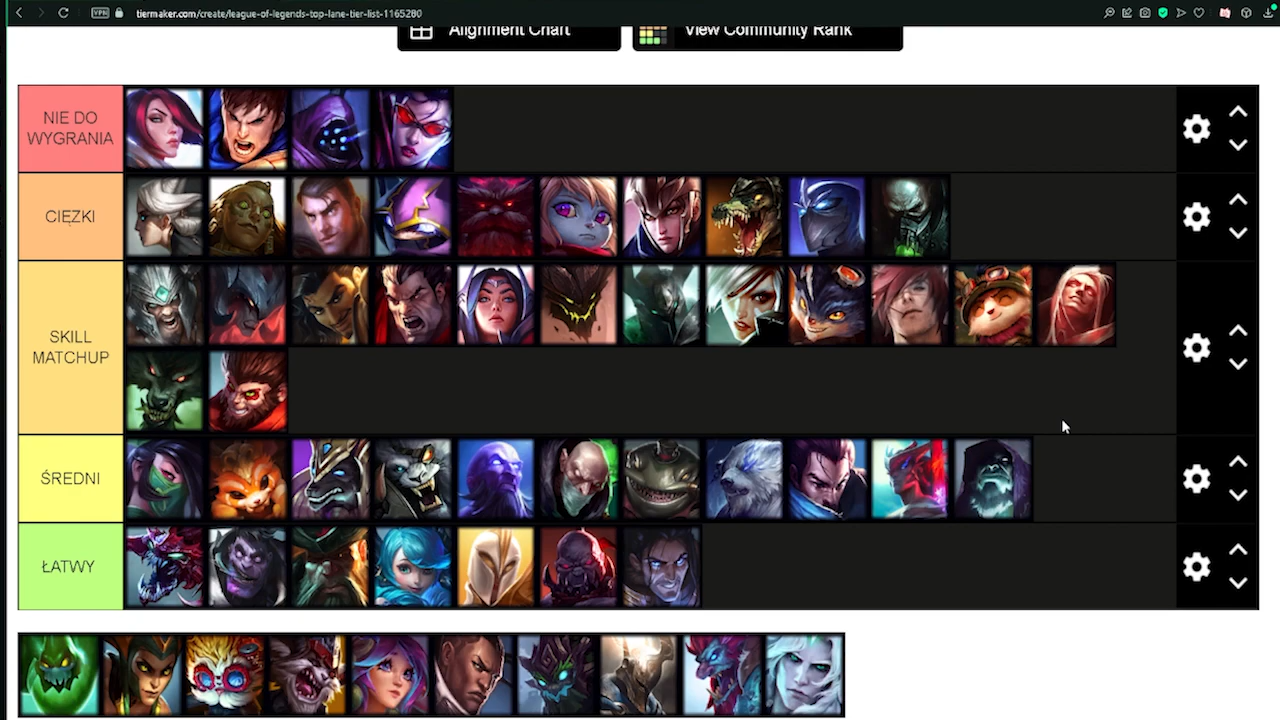 VPN
tiermaker.com/create/league-of-legends-top-lane-tier-list-1165280
Alignment Chart
View Community Rank
NIE DO
WYGRANIA
CIĘZKI
SKILL
MATCHUP
ŚREDNI
ŁATWY